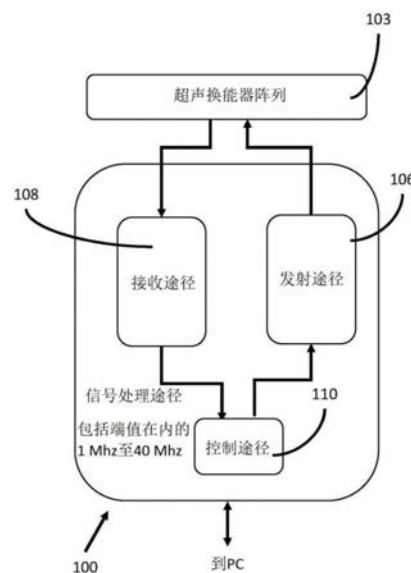 103
超声换能器阵列
108
106
接收途径
发射途径
信号处理途径
110
包括端值在内的
1 Mhz至40 Mhz
控制途径
100
到PC